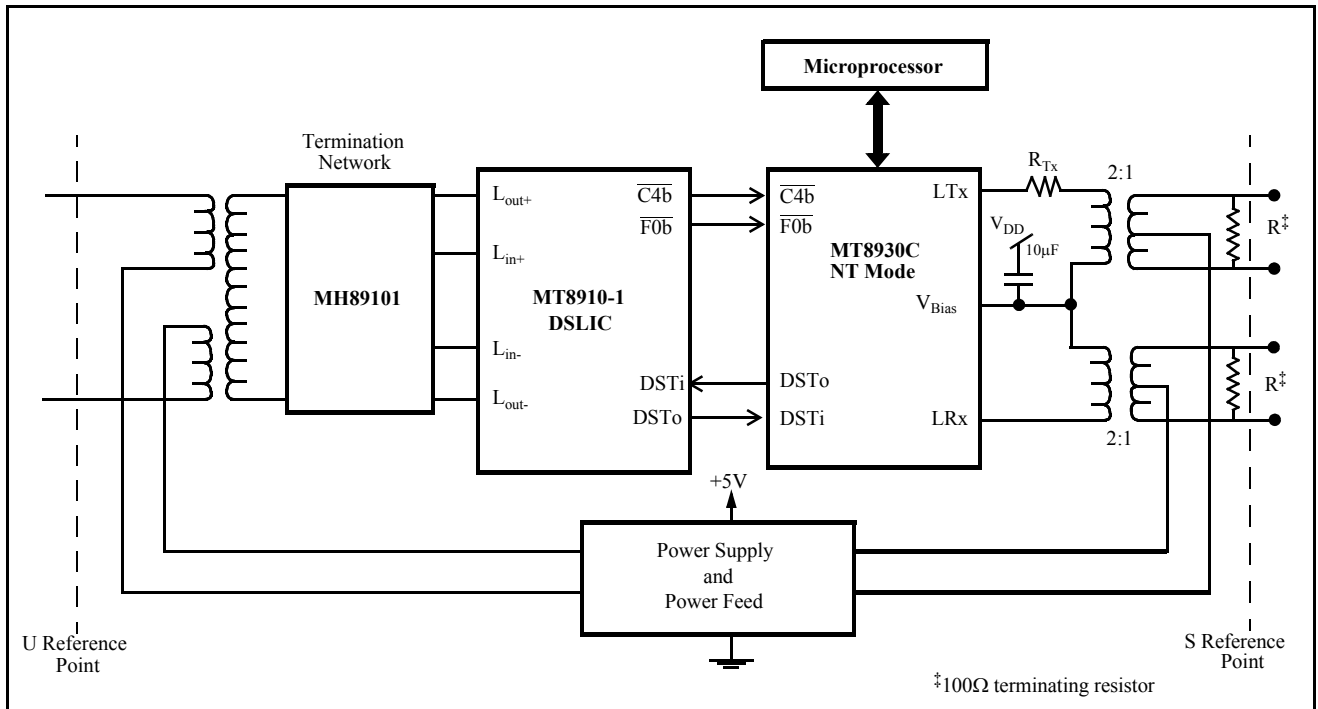 Microprocessor
Termination
Network
MH89101
L_out+
L_in+
L_in-
L_out-
MT8910-1
DSLIC
C4b
F0b
DSTi
DSTo
C4b
F0b
MT8930C
NT Mode
DSTo
DSTi
LTx
V_Bias
LRx
R_Tx
V_DD
10µF
2:1
2:1
R‡
R‡
+5V
Power Supply
and
Power Feed
U Reference
Point
S Reference
Point
‡100Ω terminating resistor